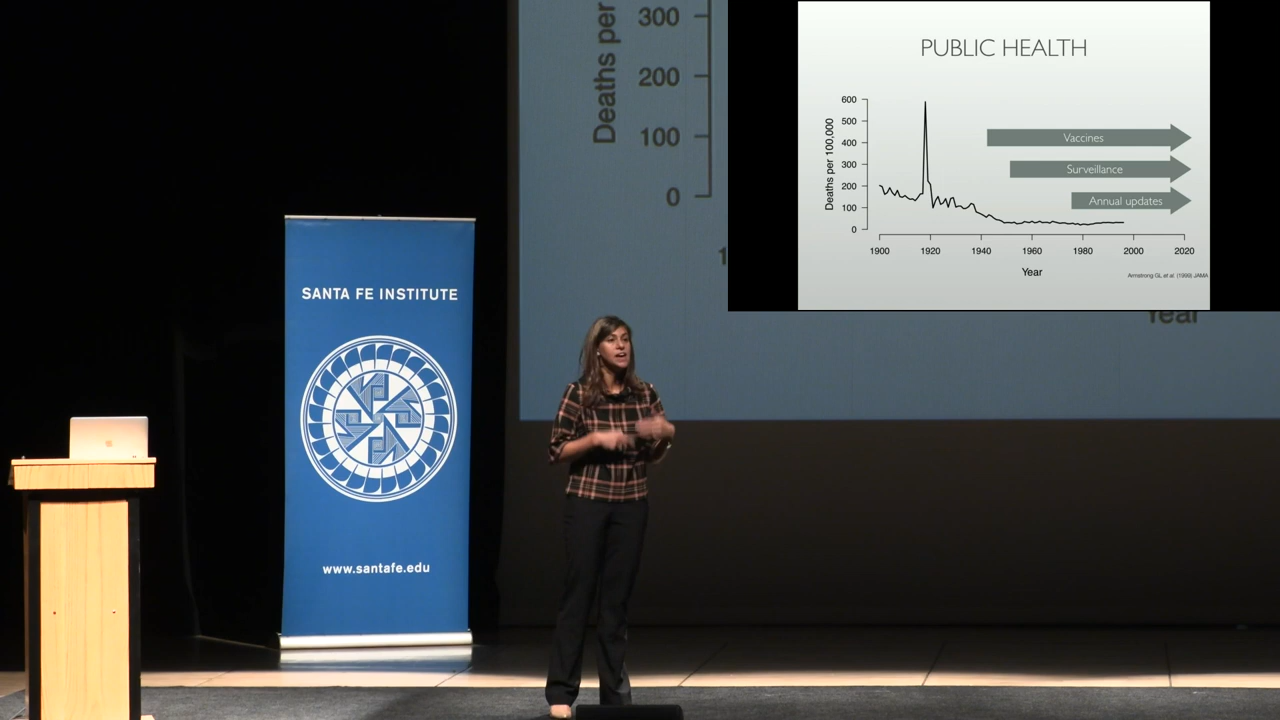 300
200
100
0
Deaths per
1
Year
PUBLIC HEALTH
600
500
400
300
200
100
0
Deaths per 100,000
Vaccines
Surveillance
Annual updates
1900 1920 1940 1960 1980 2000 2020
Year
Armstrong GL et al (1999) JAMA
SANTA FE INSTITUTE
www.santafe.edu